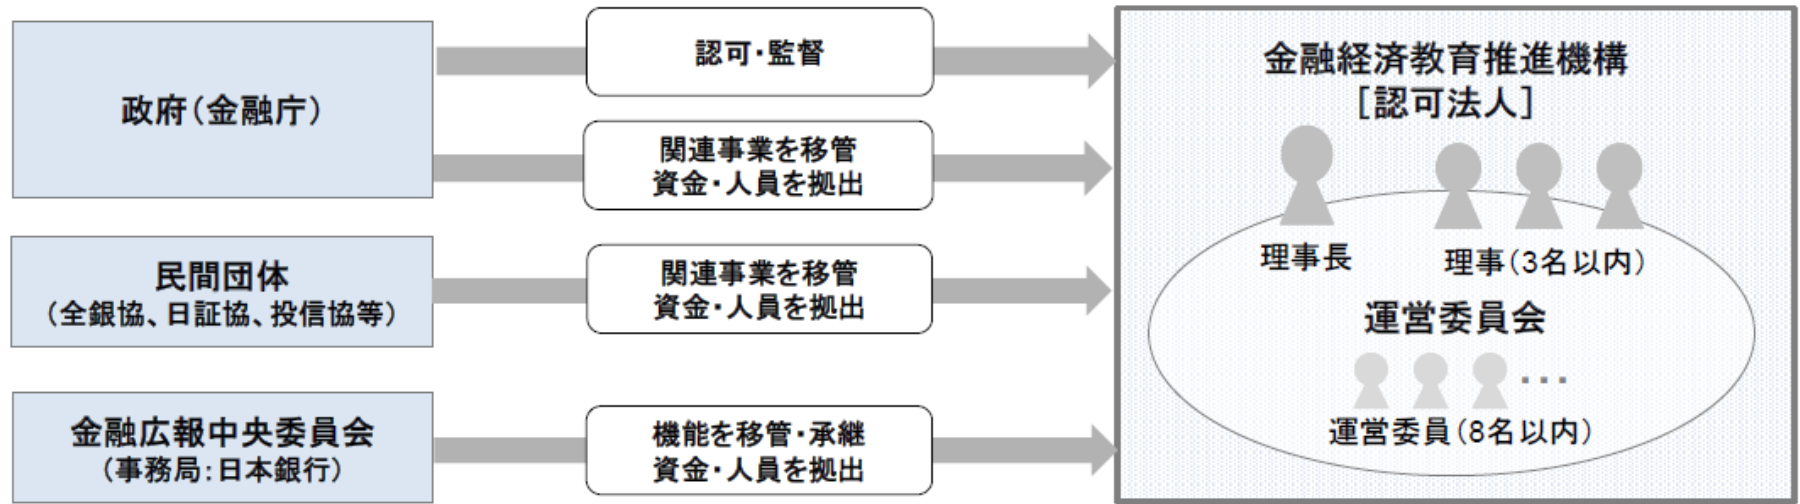 政府（金融庁）
認可・監督
関連事業を移管
資金・人員を拠出
民間団体
（全銀協、日証協、投信協等）
関連事業を移管
資金・人員を拠出
金融広報中央委員会
（事務局：日本銀行）
機能を移管・承継
資金・人員を拠出
金融経済教育推進機構
［認可法人］
理事長
理事（3名以内）
運営委員会
・・・
運営委員（8名以内）